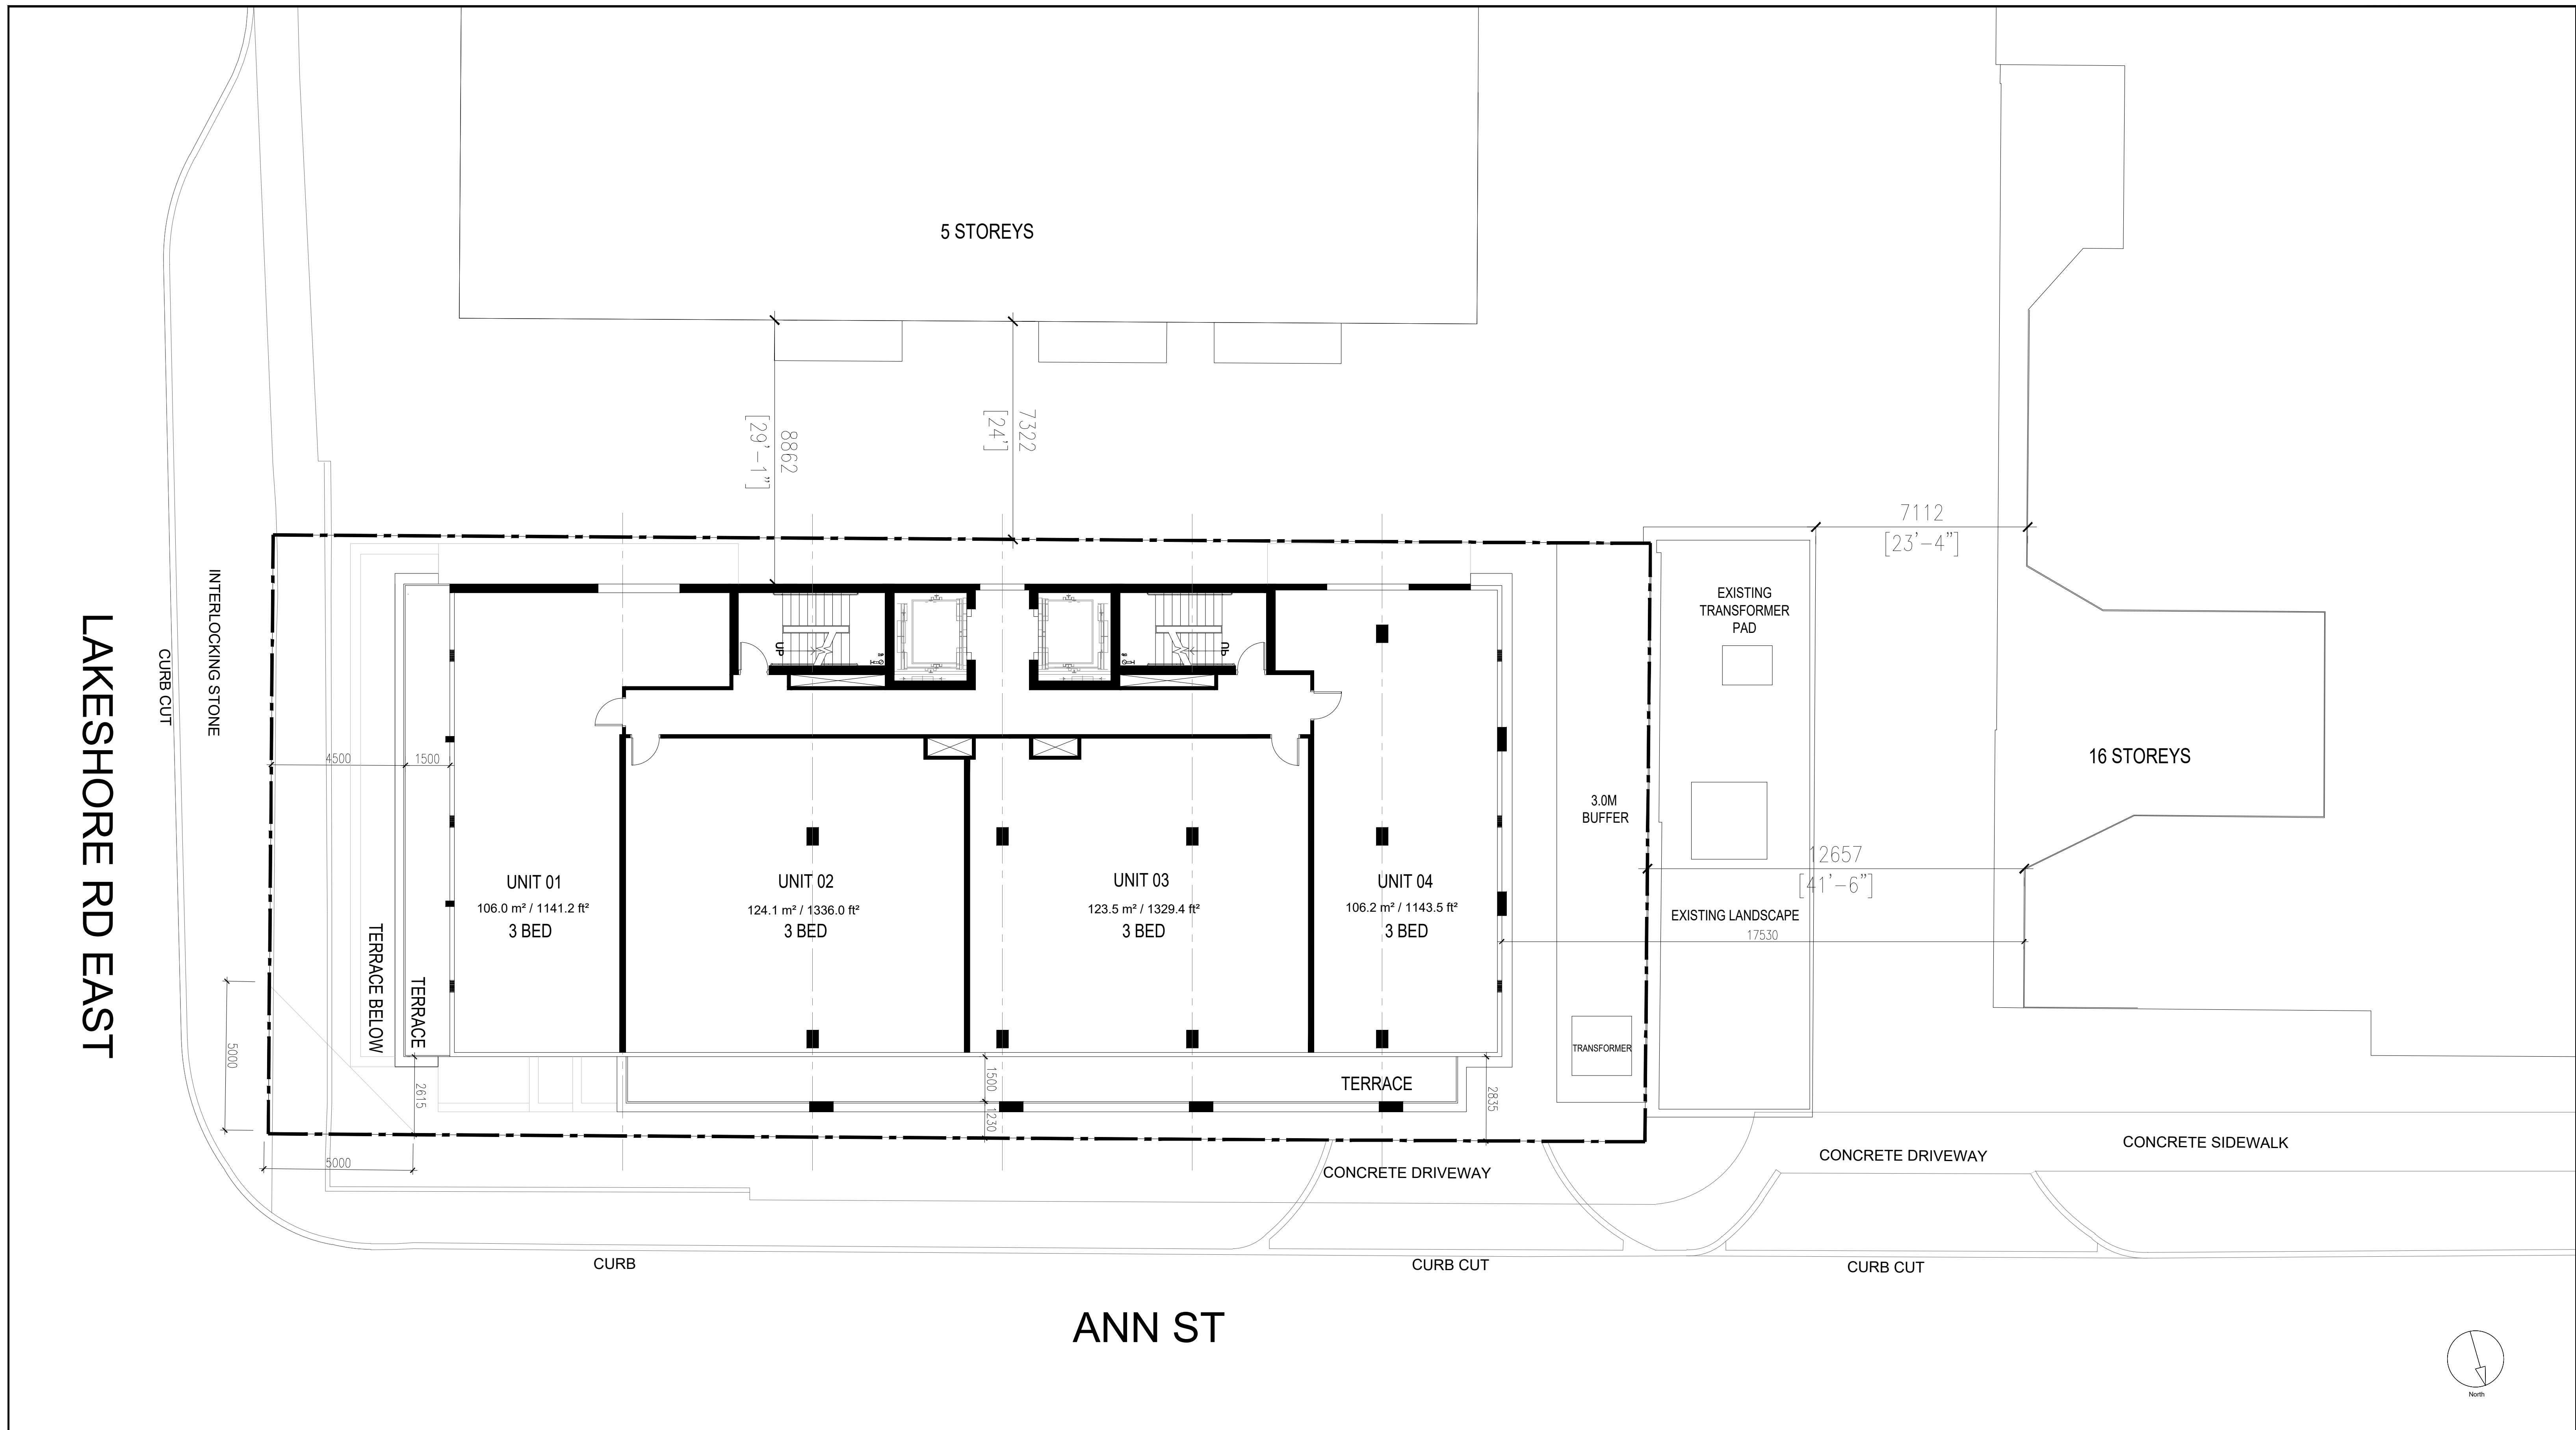 5 STOREYS
8862
[29'-1"]
7322
[24']
7112
[23'-4"]
LAKESHORE RD EAST
CURB CUT
INTERLOCKING STONE
4500
1500
TERRACE BELOW
TERRACE
5000
5000
2615
UP
UP
UNIT 01
106.0 m² / 1141.2 ft²
3 BED
UNIT 02
124.1 m² / 1336.0 ft²
3 BED
UNIT 03
123.5 m² / 1329.4 ft²
3 BED
UNIT 04
106.2 m² / 1143.5 ft²
3 BED
3.0M
BUFFER
EXISTING
TRANSFORMER
PAD
16 STOREYS
12657
[41'-6"]
EXISTING LANDSCAPE
17530
TRANSFORMER
TERRACE
1500
1230
2835
CONCRETE DRIVEWAY
CONCRETE DRIVEWAY
CONCRETE SIDEWALK
CURB
CURB CUT
CURB CUT
ANN ST
North